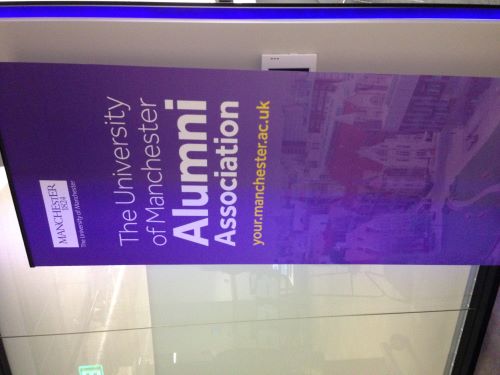 MANCHESTER
1824
The University of Manchester
The University
of Manchester
Alumni
Association
your.manchester.ac.uk